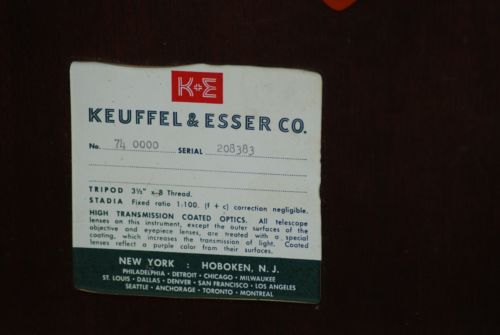 K+E
KEUFFEL & ESSER CO.
No. 74 0000 SERIAL 208383
TRIPOD 3½" x 8 Thread.
STADIA Fixed ratio 1:100. (f + c) correction negligible.
HIGH TRANSMISSION COATED OPTICS. All telescope
lenses on this instrument, except the outer surfaces of the
objective and eyepiece lenses, are treated with a special
coating, which increases the transmission of light. Coated
lenses reflect a purple color from their surfaces.
NEW YORK : HOBOKEN, N. J.
PHILADELPHIA • DETROIT • CHICAGO • MILWAUKEE
ST. LOUIS • DALLAS • DENVER • SAN FRANCISCO • LOS ANGELES
SEATTLE • ANCHORAGE • TORONTO • MONTREAL